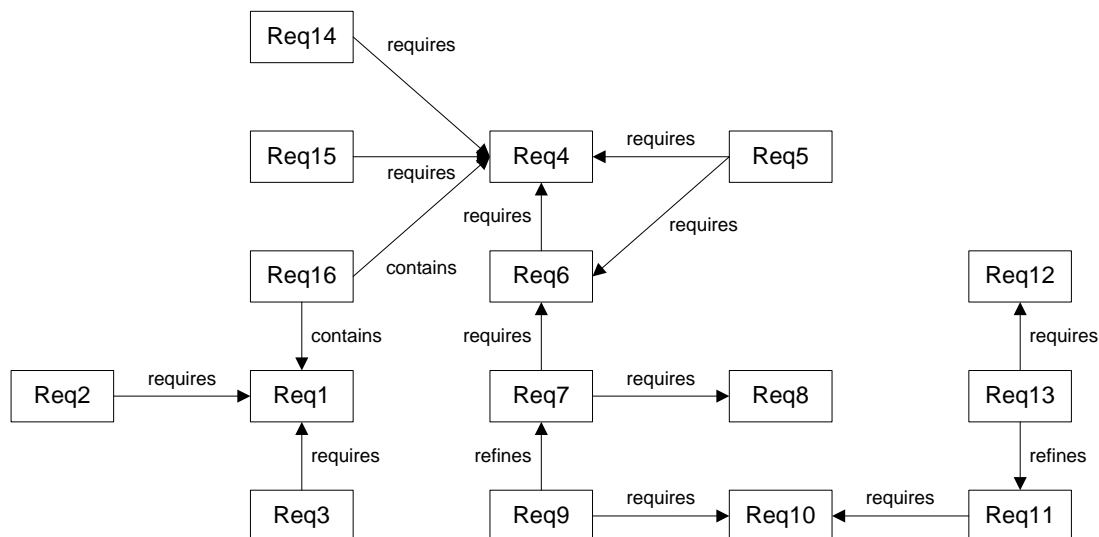 Req14
requires
Req15
requires
Req4
requires
Req5
requires
requires
Req16
contains
Req6
Req12
contains
requires
requires
Req2
requires
Req1
Req7
requires
Req8
Req13
requires
refines
refines
Req3
Req9
requires
Req10
requires
Req11